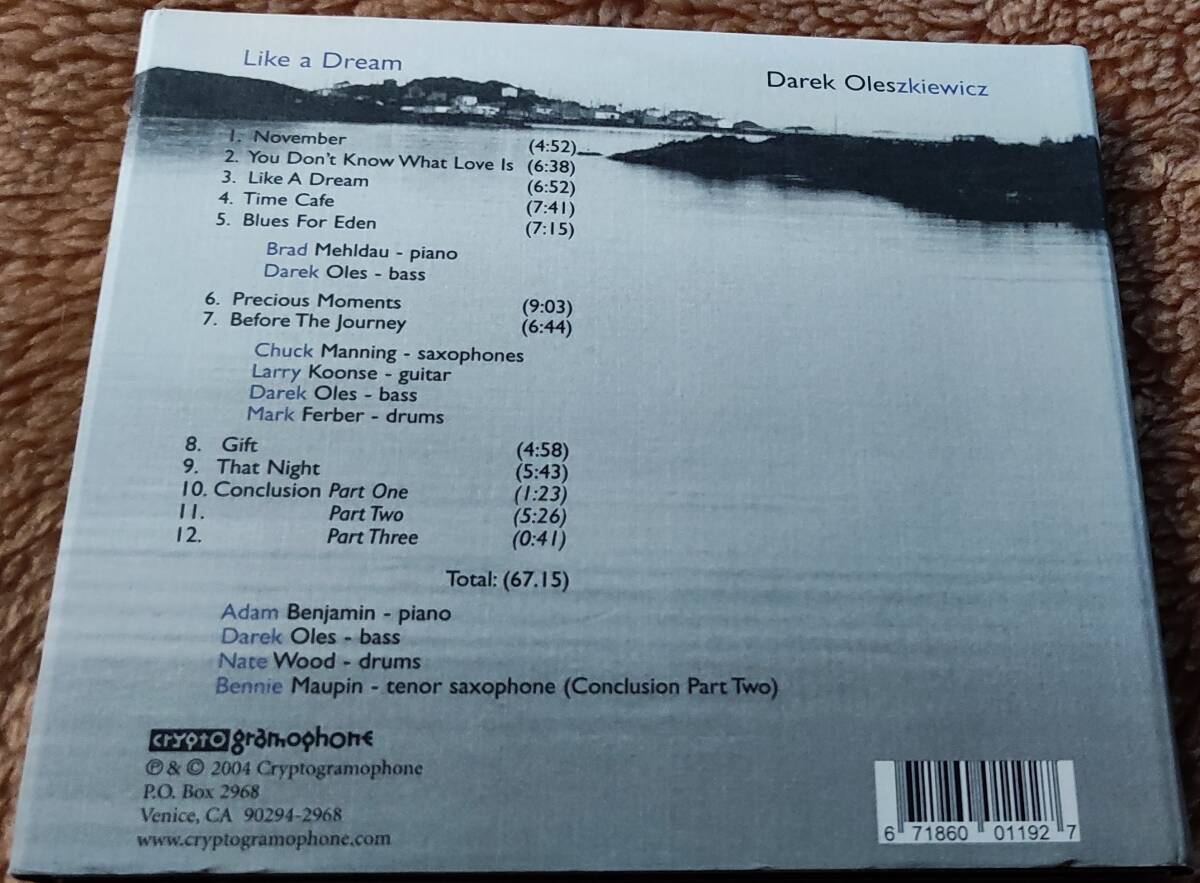 Like a Dream
Darek Oleszkiewicz
1. November (4:52)
2. You Don't Know What Love Is (6:38)
3. Like A Dream (6:52)
4. Time Cafe (7:41)
5. Blues For Eden (7:15)
Brad Mehldau - piano
Darek Oles - bass
6. Precious Moments (9:03)
7. Before The Journey (6:44)
Chuck Manning - saxophones
Larry Koonse - guitar
Darek Oles - bass
Mark Ferber - drums
8. Gift (4:58)
9. That Night (5:43)
10. Conclusion Part One (1:23)
11. Part Two (5:26)
12. Part Three (0:41)
Total: (67.15)
Adam Benjamin - piano
Darek Oles - bass
Nate Wood - drums
Bennie Maupin - tenor saxophone (Conclusion Part Two)
cryptogramophone
℗ & © 2004 Cryptogramophone
P.O. Box 2968
Venice, CA 90294-2968
www.cryptogramophone.com
6 71860 01192 7